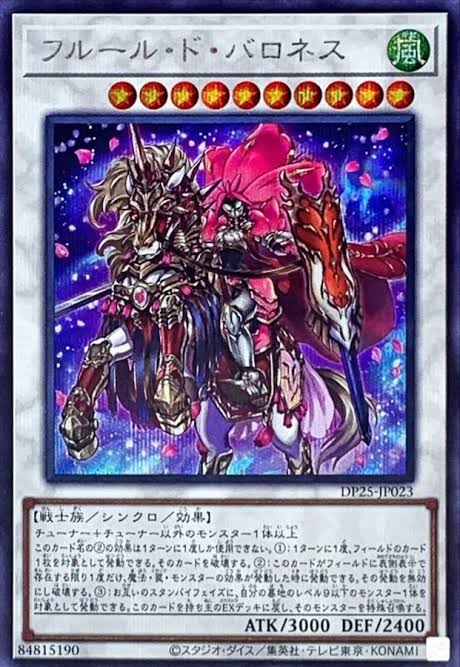 フルール・ド・バロネス
風
DP25-JP023
【戦士族／シンクロ／効果】
チューナー＋チューナー以外のモンスター1体以上
このカード名の②の効果は1ターンに1度しか使用できない。①：1ターンに1度、フィールドのカード
1枚を対象として発動できる。そのカードを破壊する。②：このカードがフィールドに表側表示で
存在する限り1度だけ、魔法・罠・モンスターの効果が発動した時に発動できる。その発動を無効
にし破壊する。③：お互いのスタンバイフェイズに、自分の墓地のレベル9以下のモンスター1体
を対象として発動できる。このカードを持ち主のEXデッキに戻し、そのモンスターを特殊召喚する。
ATK/3000 DEF/2400
84815190
©スタジオ・ダイス／集英社・テレビ東京・KONAMI